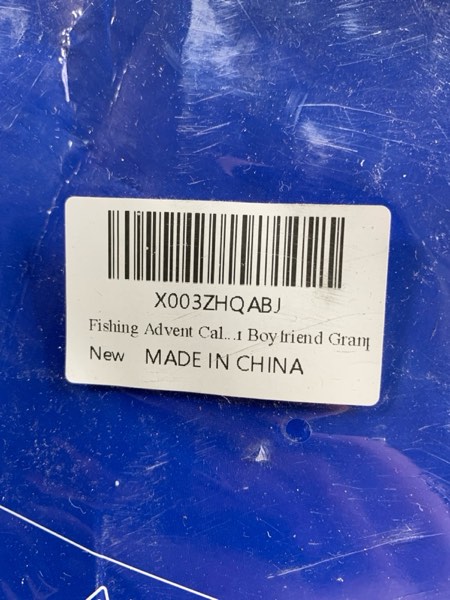 X003ZHQABJ
Fishing Advent Cal... Boyfriend Gran
New MADE IN CHINA